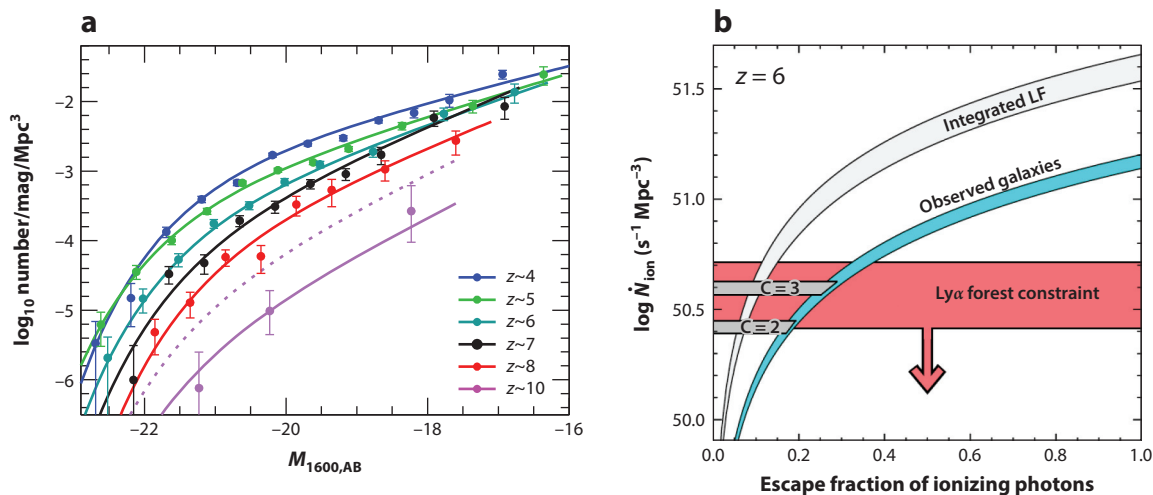 a
log10 number/mag/Mpc3
−2
−3
−4
−5
−6
−22
−20
−18
−16
M1600,AB
z~4
z~5
z~6
z~7
z~8
z~10
b
z = 6
Integrated LF
Observed galaxies
C = 3
C = 2
Lyα forest constraint
log Ṅion (s−1 Mpc−3)
51.5
51.0
50.5
50.0
0.0
0.2
0.4
0.6
0.8
1.0
Escape fraction of ionizing photons